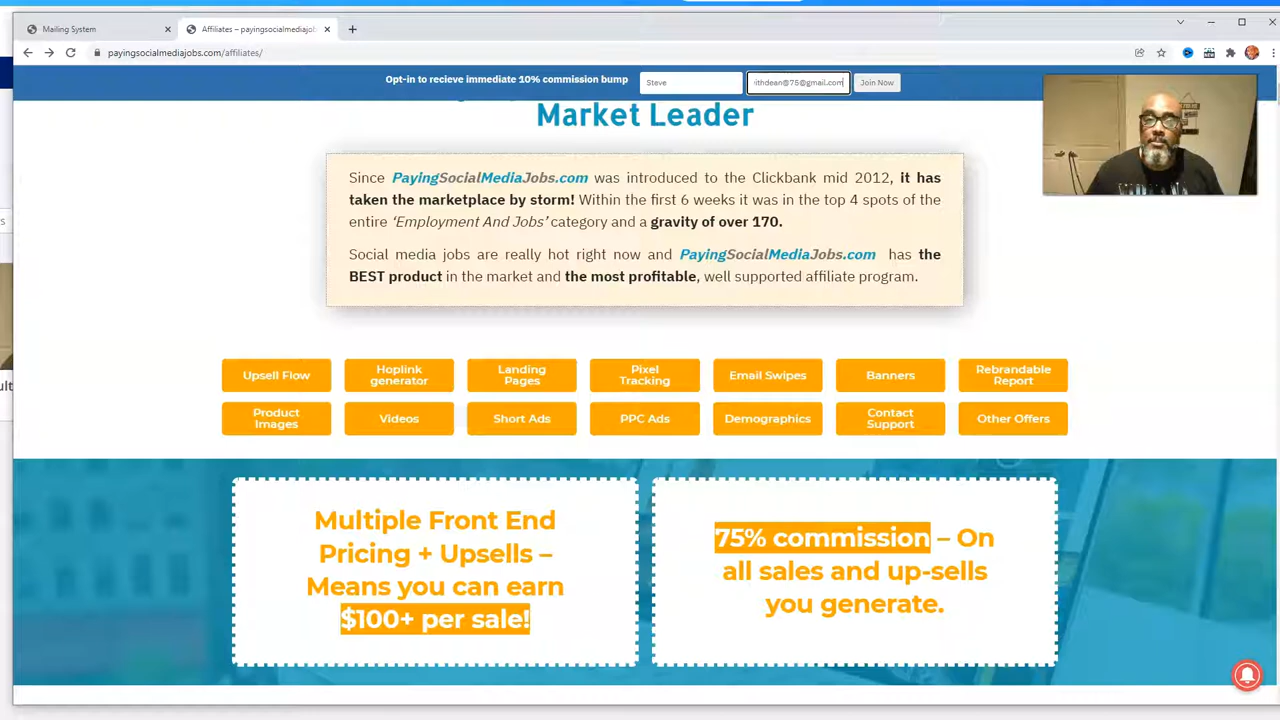 Mailing System
Affiliates – payingsocialmediajobs
payingsocialmediajobs.com/affiliates/
Opt-in to recieve immediate 10% commission bump
Steve
ithdean@75@gmail.com
Join Now
Market Leader
Since PayingSocialMediaJobs.com was introduced to the Clickbank mid 2012, it has
taken the marketplace by storm! Within the first 6 weeks it was in the top 4 spots of the
entire ‘Employment And Jobs’ category and a gravity of over 170.
Social media jobs are really hot right now and PayingSocialMediaJobs.com has the
BEST product in the market and the most profitable, well supported affiliate program.
Upsell Flow
Hoplink
generator
Landing
Pages
Pixel
Tracking
Email Swipes
Banners
Rebrandable
Report
Product
Images
Videos
Short Ads
PPC Ads
Demographics
Contact
Support
Other Offers
Multiple Front End
Pricing + Upsells –
Means you can earn
$100+ per sale!
75% commission – On
all sales and up-sells
you generate.